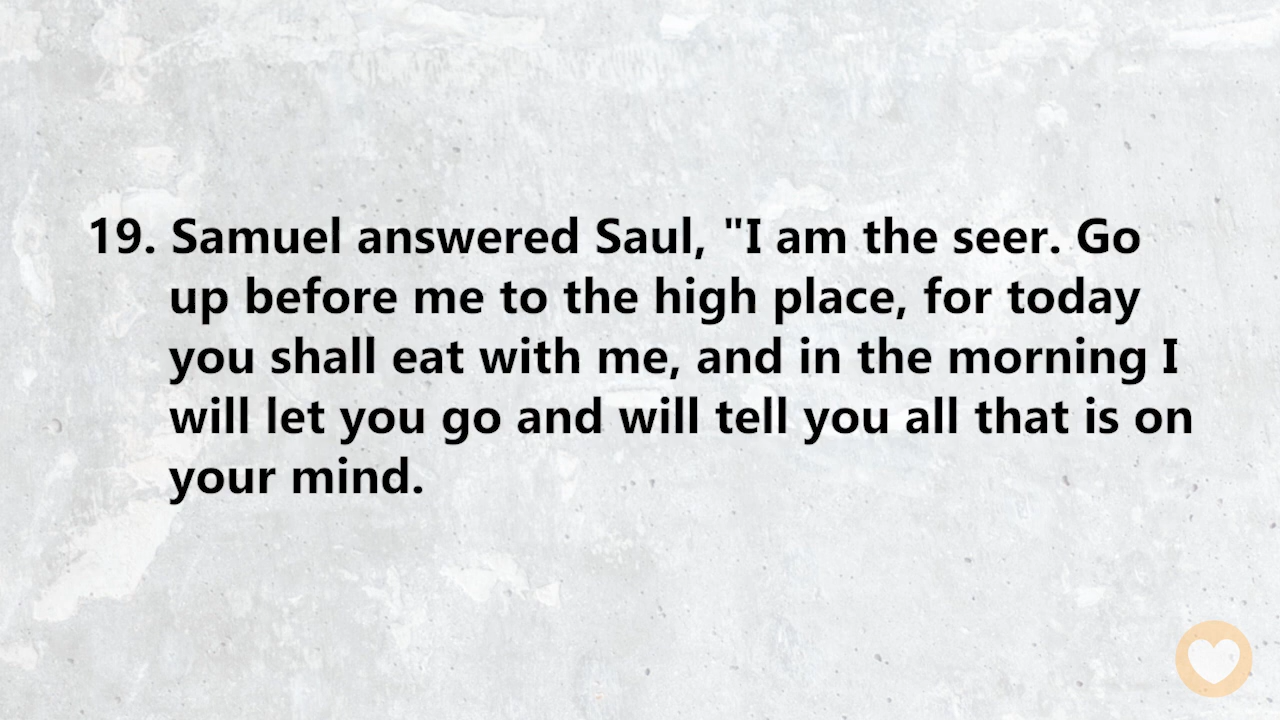 19. Samuel answered Saul, "I am the seer. Go
up before me to the high place, for today
you shall eat with me, and in the morning I
will let you go and will tell you all that is on
your mind.